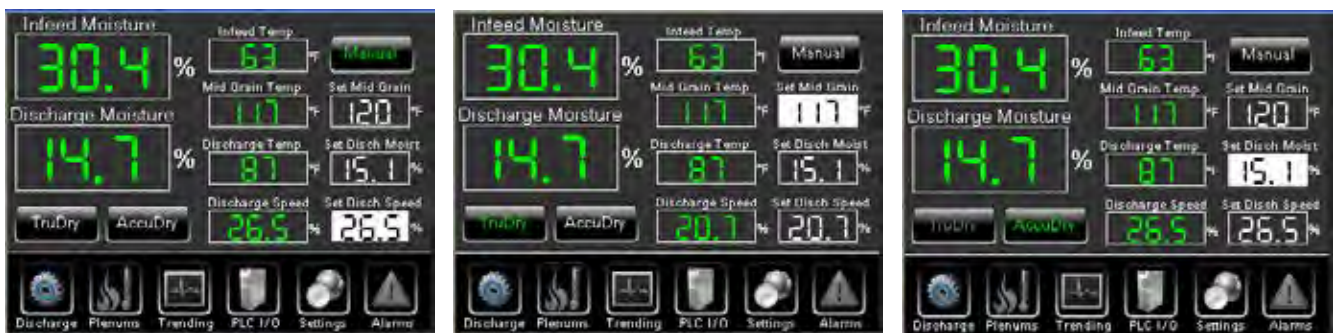 Infeed Moisture
30.4 %
Infeed Temp
63 °F
Manual
Mid Grain Temp
117 °F
Set Mid Grain
120 °F
Discharge Moisture
14.7 %
Discharge Temp
87 °F
Set Disch Moist
15.1 %
Discharge Speed
26.5 %
Set Disch Speed
26.5 %
TruDry
AccuDry
Discharge Plenums Trending PLC I/O Settings Alarms
Infeed Moisture
30.4 %
Infeed Temp
63 °F
Manual
Mid Grain Temp
117 °F
Set Mid Grain
117 °F
Discharge Moisture
14.7 %
Discharge Temp
87 °F
Set Disch Moist
15.1 %
Discharge Speed
20.7 %
Set Disch Speed
20.7 %
TruDry
AccuDry
Discharge Plenums Trending PLC I/O Settings Alarms
Infeed Moisture
30.4 %
Infeed Temp
63 °F
Manual
Mid Grain Temp
117 °F
Set Mid Grain
120 °F
Discharge Moisture
14.7 %
Discharge Temp
87 °F
Set Disch Moist
15.1 %
Discharge Speed
26.5 %
Set Disch Speed
26.5 %
TruDry
AccuDry
Discharge Plenums Trending PLC I/O Settings Alarms